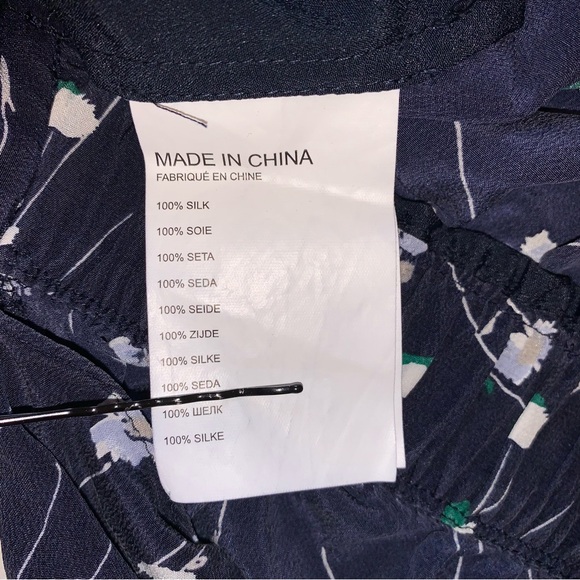 MADE IN CHINA
FABRIQUÉ EN CHINE
100% SILK
100% SOIE
100% SETA
100% SEDA
100% SEIDE
100% ZIJDE
100% SILKE
100% SEDA
100% ШЕЛК
100% SILKE